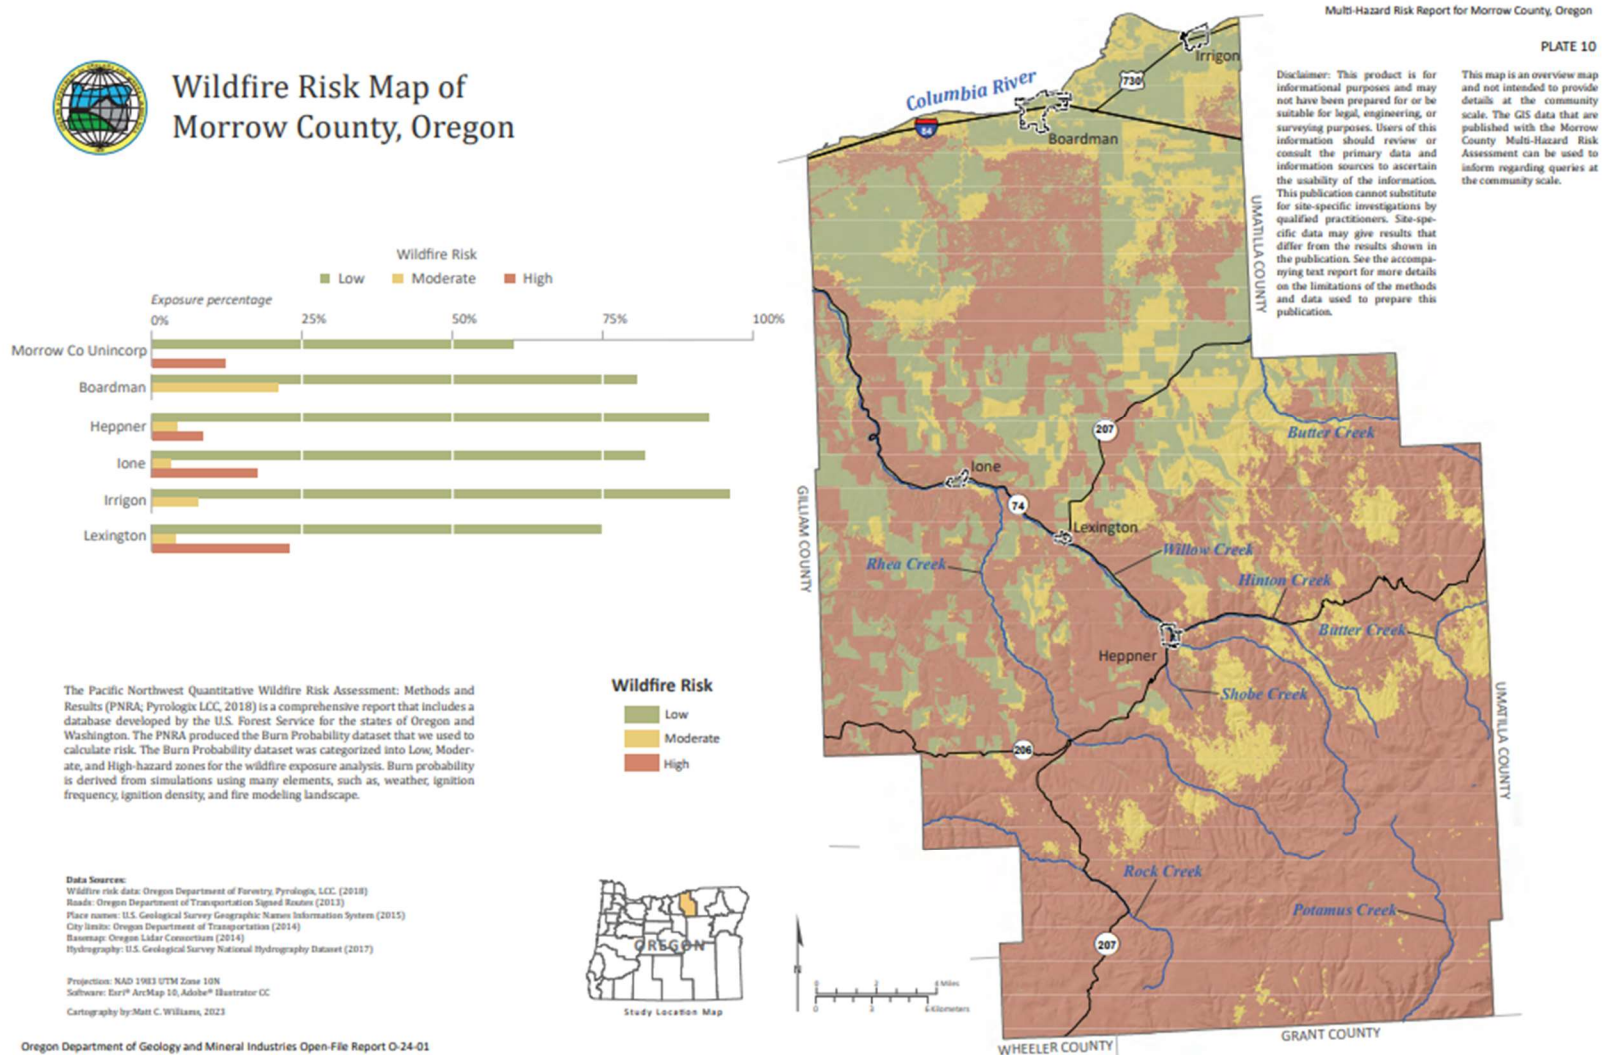 Multi-Hazard Risk Report for Morrow County, Oregon
PLATE 10
Wildfire Risk Map of
Morrow County, Oregon
Wildfire Risk
Low
Moderate
High
Exposure percentage
0%
25%
50%
75%
100%
Morrow Co Unincorp
Boardman
Heppner
Ione
Irrigon
Lexington
The Pacific Northwest Quantitative Wildfire Risk Assessment: Methods and
Results (PNRA; Pyrologix LCC, 2018) is a comprehensive report that includes a
database developed by the U.S. Forest Service for the states of Oregon and
Washington. The PNRA produced the Burn Probability dataset that we used to
calculate risk. The Burn Probability dataset was categorized into Low, Moder-
ate, and High-hazard zones for the wildfire exposure analysis. Burn probability
is derived from simulations using many elements, such as, weather, ignition
frequency, ignition density, and fire modeling landscape.
Wildfire Risk
Low
Moderate
High
Data Sources:
Wildfire risk data: Oregon Department of Forestry, Pyrologix, LCC. (2018)
Roads: Oregon Department of Transportation Signed Routes (2013)
Place names: U.S. Geological Survey Geographic Names Information System (2015)
City limits: Oregon Department of Transportation (2014)
Basemap: Oregon Lidar Consortium (2014)
Hydrography: U.S. Geological Survey National Hydrography Dataset (2017)
Projection: NAD 1983 UTM Zone 10N
Software: Esri® ArcMap 10, Adobe® Illustrator CC
Cartography by:Matt C. Williams, 2023
Oregon Department of Geology and Mineral Industries Open-File Report O-24-01
OREGON
Study Location Map
N
Miles
Kilometers
Disclaimer: This product is for
informational purposes and may
not have been prepared for or be
suitable for legal, engineering, or
surveying purposes. Users of this
information should review or
consult the primary data and
information sources to ascertain
the usability of the information.
This publication cannot substitute
for site-specific investigations by
qualified practitioners. Site-spe-
cific data may give results that
differ from the results shown in
the publication. See the accompa-
nying text report for more details
on the limitations of the methods
and data used to prepare this
publication.
This map is an overview map
and not intended to provide
details at the community
scale. The GIS data that are
published with the Morrow
County Multi-Hazard Risk
Assessment can be used to
inform regarding queries at
the community scale.
Irrigon
730
Columbia River
84
Boardman
UMATILLA COUNTY
207
Butter Creek
Ione
74
GILLIAM COUNTY
Lexington
Willow Creek
Rhea Creek
Hinton Creek
Butter Creek
Heppner
Shobe Creek
UMATILLA COUNTY
206
Rock Creek
Potamus Creek
207
GRANT COUNTY
WHEELER COUNTY